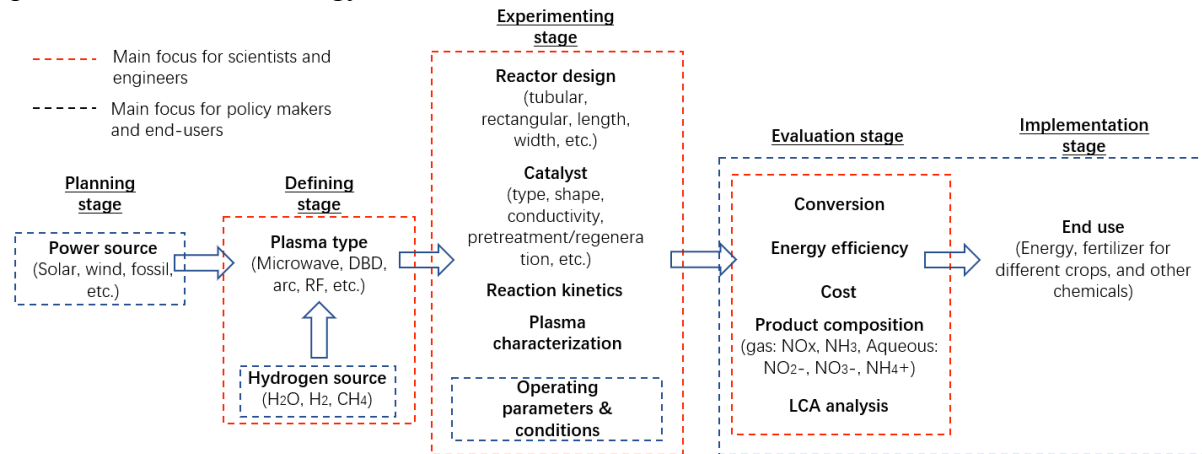 Main focus for scientists and
engineers
Main focus for policy makers
and end-users
Planning
stage
Power source
(Solar, wind, fossil,
etc.)
Defining
stage
Plasma type
(Microwave, DBD,
arc, RF, etc.)
Hydrogen source
(H2O, H2, CH4)
Experimenting
stage
Reactor design
(tubular,
rectangular, length,
width, etc.)
Catalyst
(type, shape,
conductivity,
pretreatment/regenera
tion, etc.)
Reaction kinetics
Plasma
characterization
Operating
parameters &
conditions
Evaluation stage
Conversion
Energy efficiency
Cost
Product composition
(gas: NOx, NH3, Aqueous:
NO2-, NO3-, NH4+)
LCA analysis
Implementation
stage
End use
(Energy, fertilizer for
different crops, and other
chemicals)